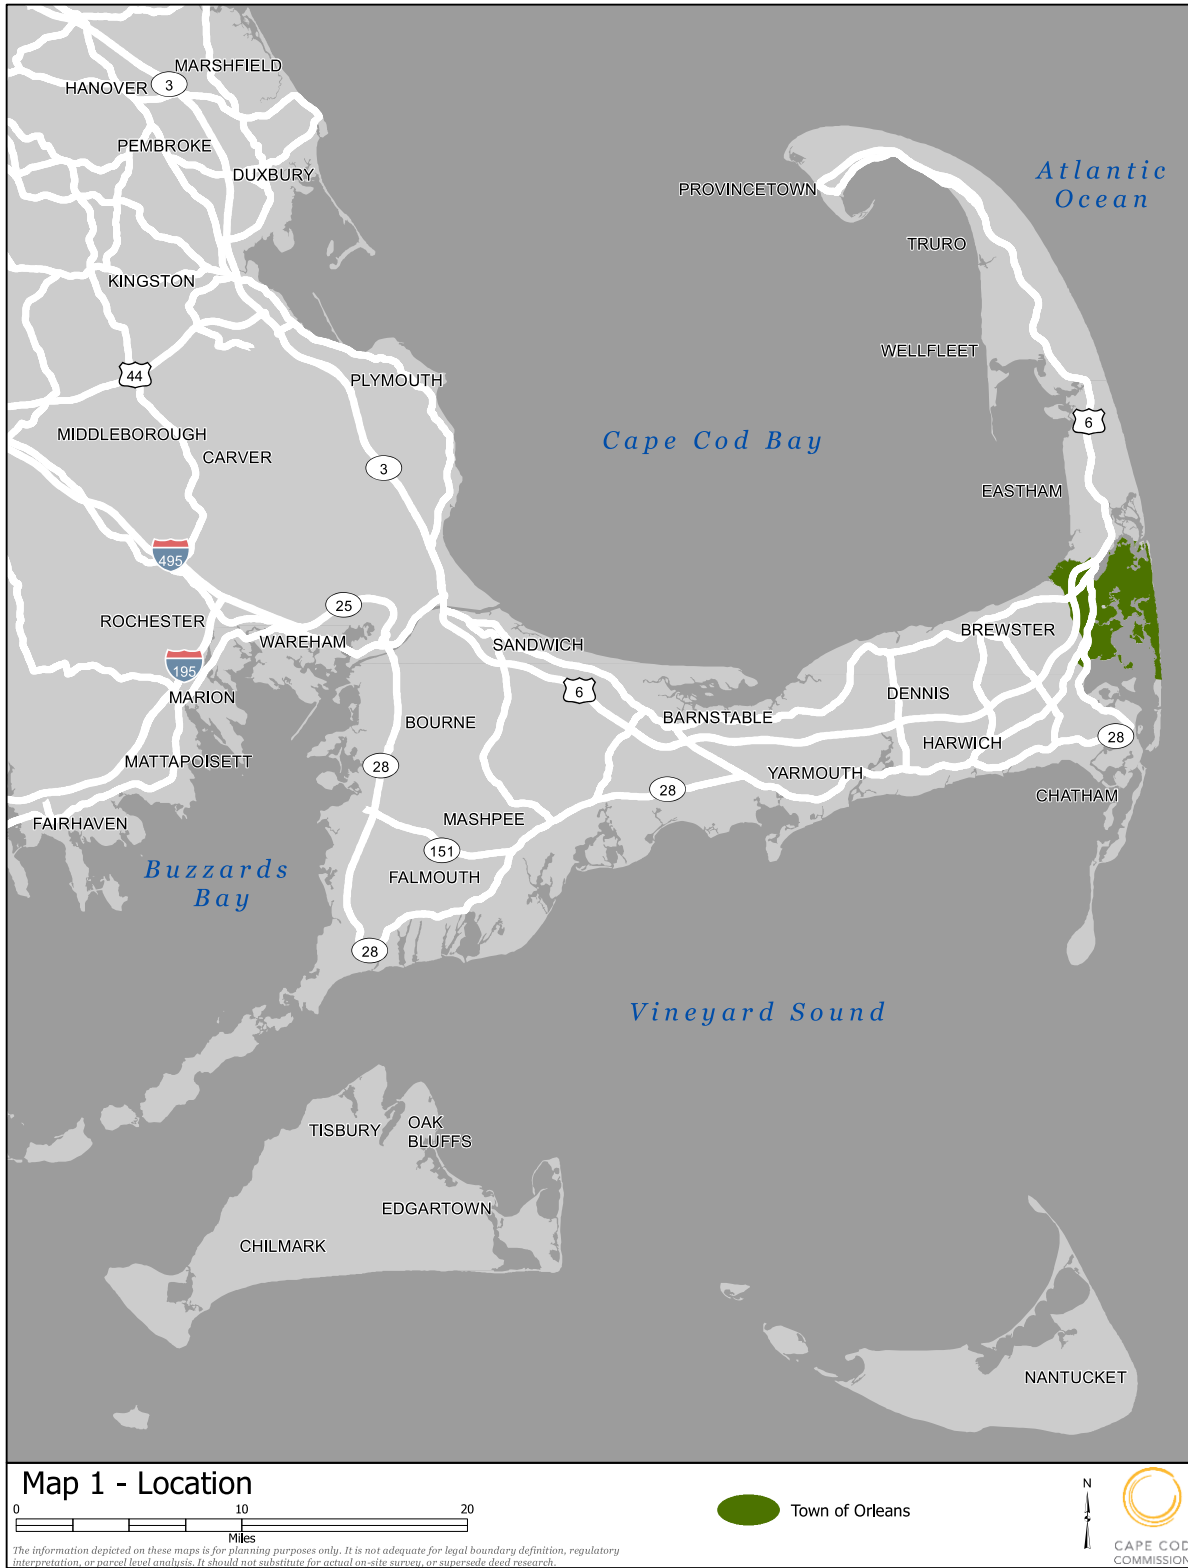 MARSHFIELD
HANOVER
3
PEMBROKE
DUXBURY
Atlantic
Ocean
PROVINCETOWN
TRURO
KINGSTON
WELLFLEET
44
PLYMOUTH
6
MIDDLEBOROUGH
Cape Cod Bay
CARVER
3
EASTHAM
495
25
ROCHESTER
WAREHAM
SANDWICH
BREWSTER
195
MARION
6
DENNIS
BOURNE
BARNSTABLE
28
HARWICH
MATTAPOISETT
28
YARMOUTH
28
CHATHAM
FAIRHAVEN
MASHPEE
151
Buzzards
Bay
FALMOUTH
28
Vineyard Sound
TISBURY
OAK
BLUFFS
EDGARTOWN
CHILMARK
NANTUCKET
Map 1 - Location
0 10 20
Miles
Town of Orleans
N
The information depicted on these maps is for planning purposes only. It is not adequate for legal boundary definition, regulatory
interpretation, or parcel level analysis. It should not substitute for actual on-site survey, or supersede deed research.
CAPE COD
COMMISSION